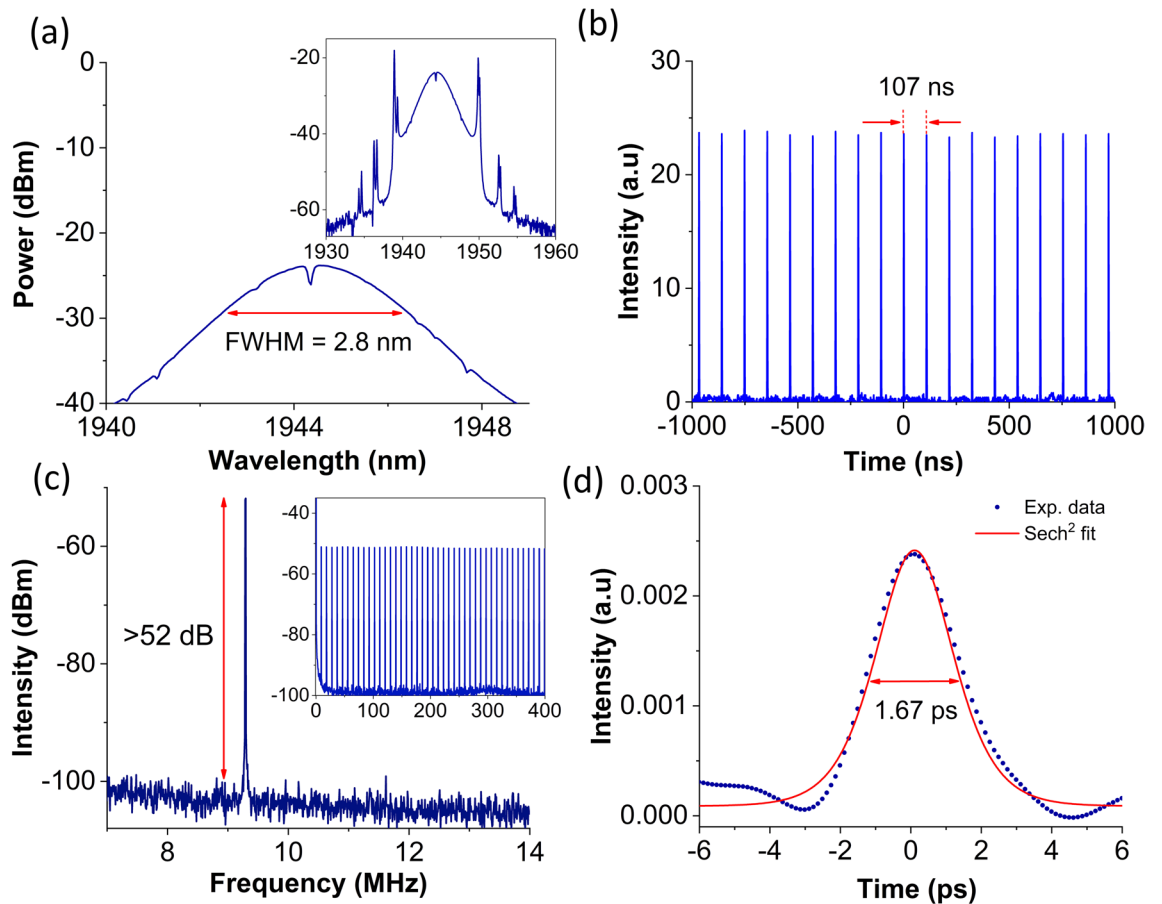 (a)
0
-10
-20
-30
-40
Power (dBm)
1940
1944
1948
Wavelength (nm)
FWHM = 2.8 nm
-20
-40
-60
1930
1940
1950
1960
(b)
30
20
10
0
Intensity (a.u)
107 ns
-1000
-500
0
500
1000
Time (ns)
(c)
-60
-80
-100
Intensity (dBm)
>52 dB
8
10
12
14
Frequency (MHz)
-40
-60
-80
-100
0
100
200
300
400
(d)
0.003
0.002
0.001
0.000
Intensity (a.u)
Exp. data
Sech² fit
1.67 ps
-6
-4
-2
0
2
4
6
Time (ps)